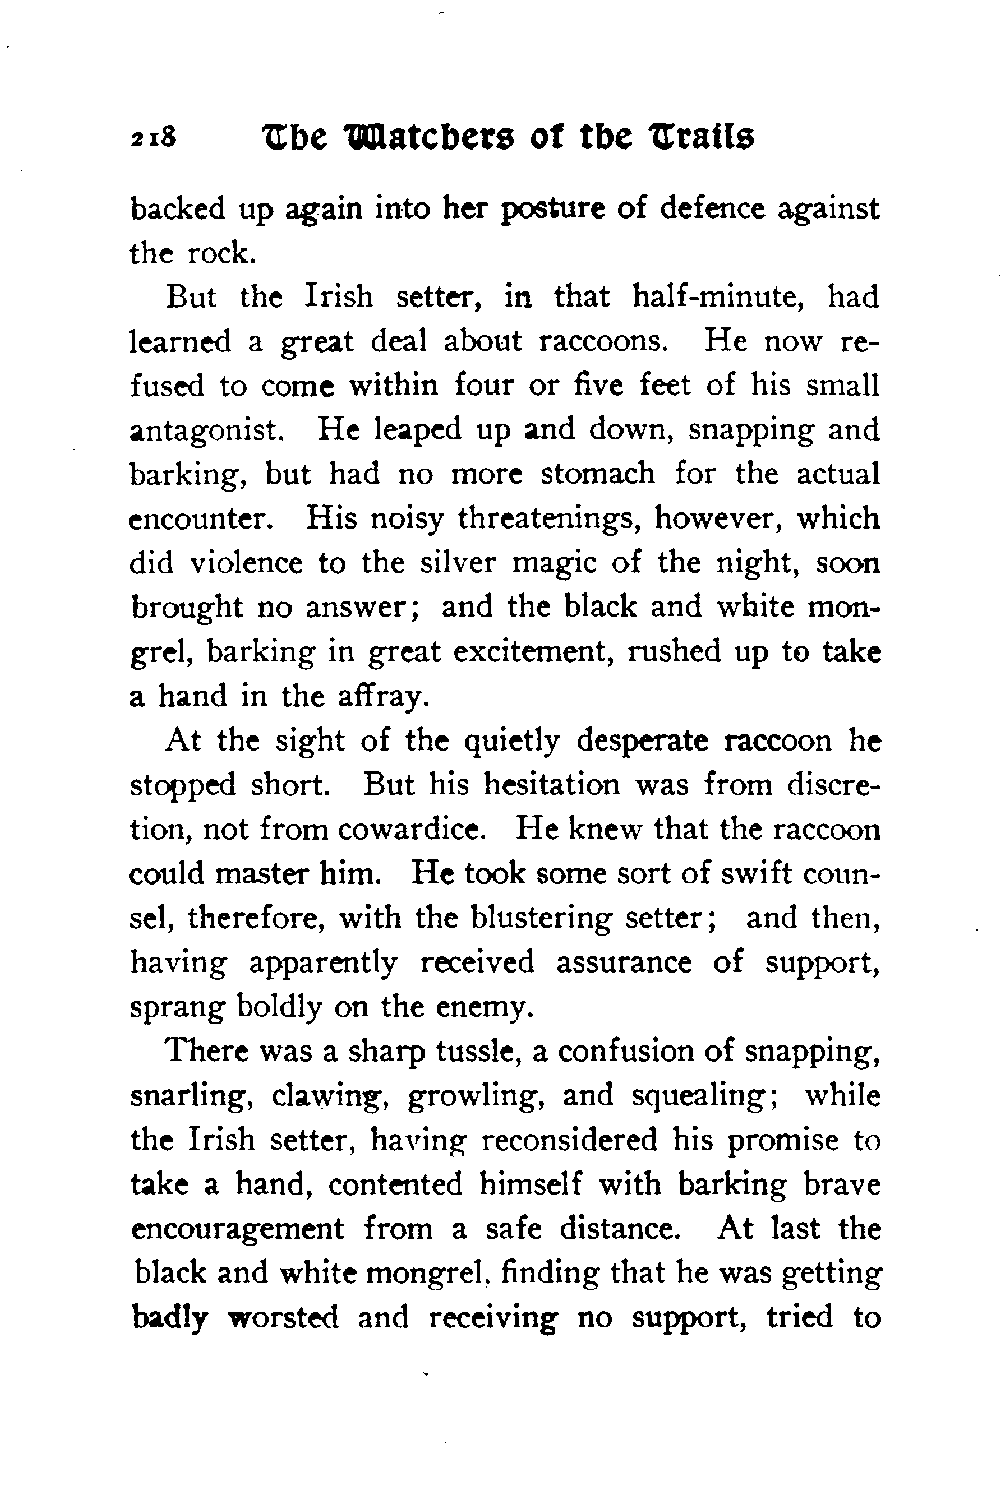 218 The Watchers of the Trails
backed up again into her posture of defence against
the rock.
But the Irish setter, in that half-minute, had
learned a great deal about raccoons. He now re-
fused to come within four or five feet of his small
antagonist. He leaped up and down, snapping and
barking, but had no more stomach for the actual
encounter. His noisy threatenings, however, which
did violence to the silver magic of the night, soon
brought no answer; and the black and white mon-
grel, barking in great excitement, rushed up to take
a hand in the affray.
At the sight of the quietly desperate raccoon he
stopped short. But his hesitation was from discre-
tion, not from cowardice. He knew that the raccoon
could master him. He took some sort of swift coun-
sel, therefore, with the blustering setter; and then,
having apparently received assurance of support,
sprang boldly on the enemy.
There was a sharp tussle, a confusion of snapping,
snarling, clawing, growling, and squealing; while
the Irish setter, having reconsidered his promise to
take a hand, contented himself with barking brave
encouragement from a safe distance. At last the
black and white mongrel, finding that he was getting
badly worsted and receiving no support, tried to